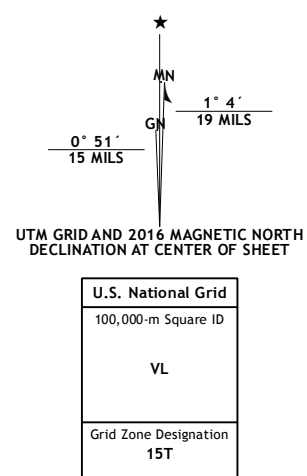 ★
MN
1° 4´
19 MILS
GN
0° 51´
15 MILS
UTM GRID AND 2016 MAGNETIC NORTH
DECLINATION AT CENTER OF SHEET
U.S. National Grid
100,000-m Square ID
VL
Grid Zone Designation
15T